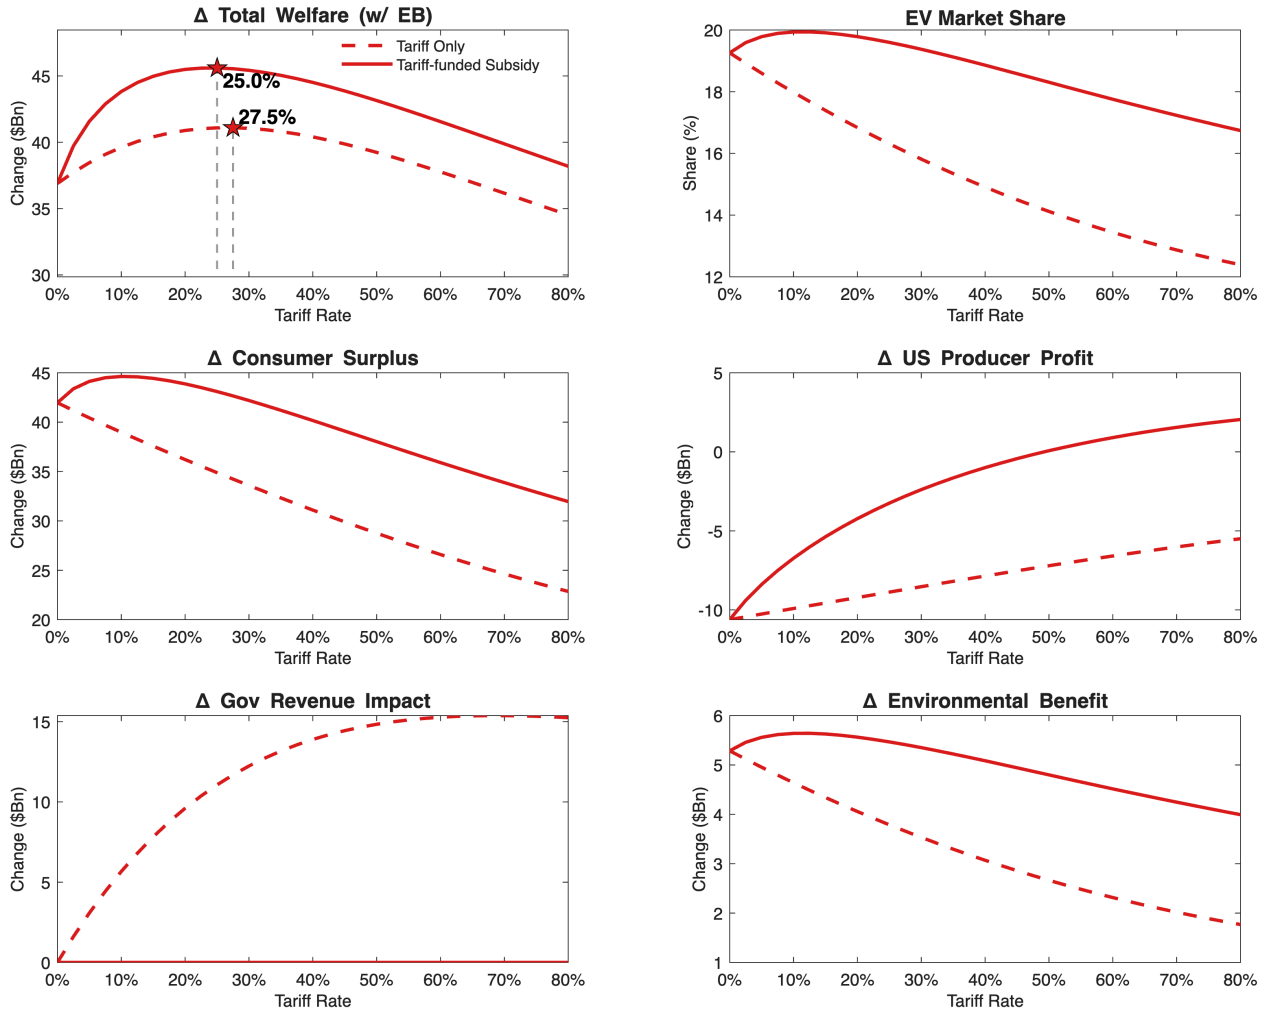 Δ Total Welfare (w/ EB)
Change ($Bn)
45
40
35
30
Tariff Only
Tariff-funded Subsidy
25.0%
27.5%
0% 10% 20% 30% 40% 50% 60% 70% 80%
Tariff Rate
EV Market Share
Share (%)
20
18
16
14
12
0% 10% 20% 30% 40% 50% 60% 70% 80%
Tariff Rate
Δ Consumer Surplus
Change ($Bn)
45
40
35
30
25
20
0% 10% 20% 30% 40% 50% 60% 70% 80%
Tariff Rate
Δ US Producer Profit
Change ($Bn)
5
0
-5
-10
0% 10% 20% 30% 40% 50% 60% 70% 80%
Tariff Rate
Δ Gov Revenue Impact
Change ($Bn)
15
10
5
0
0% 10% 20% 30% 40% 50% 60% 70% 80%
Tariff Rate
Δ Environmental Benefit
Change ($Bn)
6
5
4
3
2
1
0% 10% 20% 30% 40% 50% 60% 70% 80%
Tariff Rate